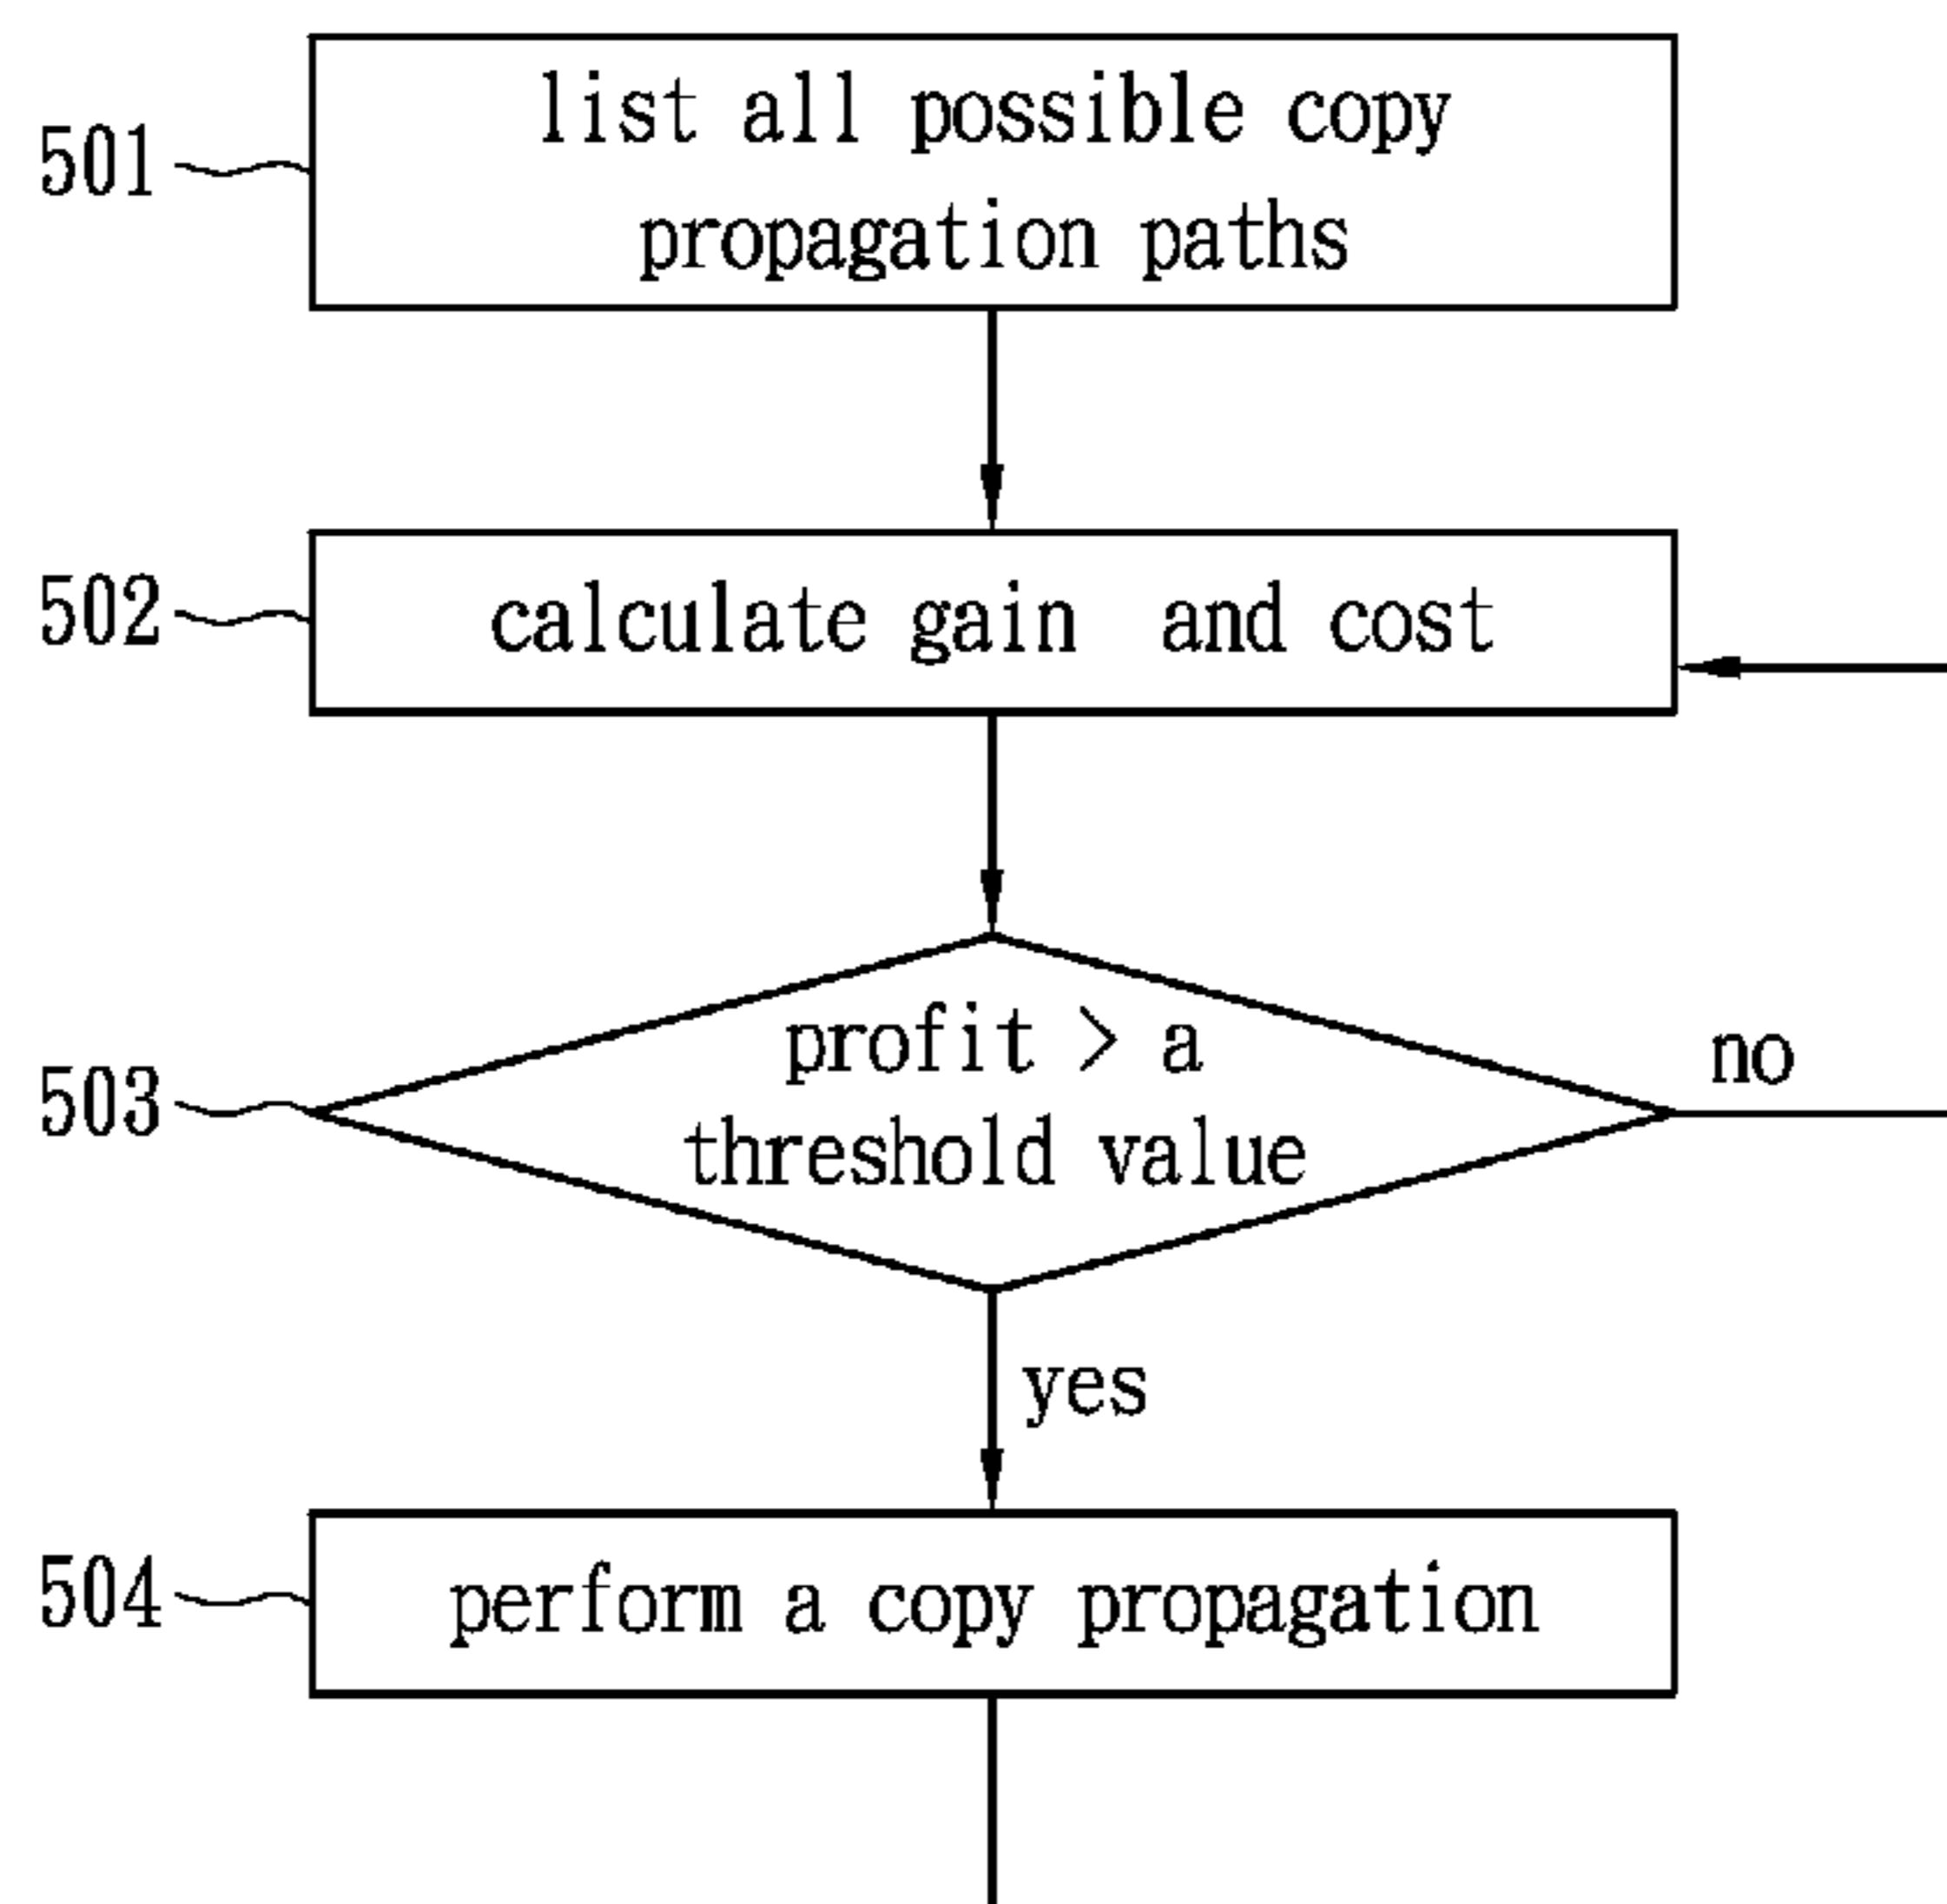 501
list all possible copy
propagation paths
502
calculate gain and cost
503
profit > a
threshold value
no
yes
504
perform a copy propagation